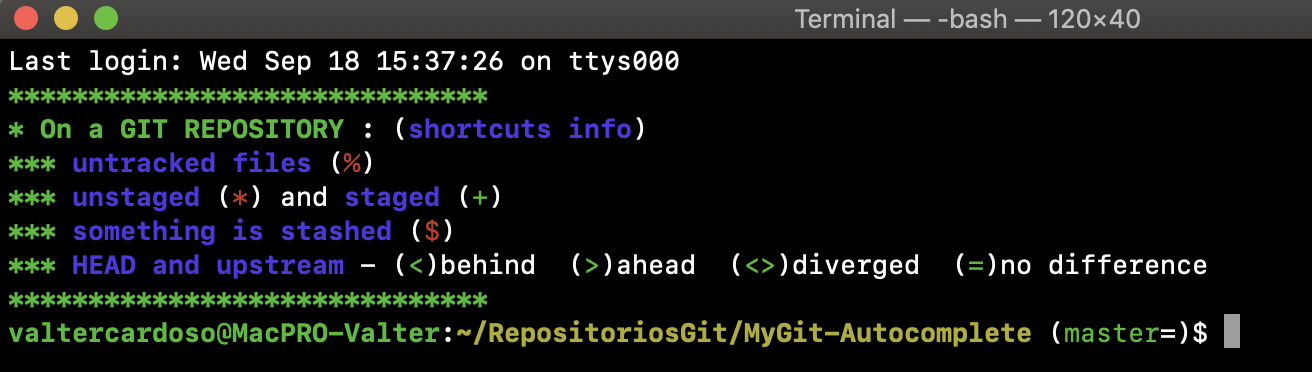 Terminal — -bash — 120×40
Last login: Wed Sep 18 15:37:26 on ttys000
******************************
* On a GIT REPOSITORY : (shortcuts info)
*** untracked files (%)
*** unstaged (*) and staged (+)
*** something is stashed ($)
*** HEAD and upstream - (<)behind  (>)ahead  (<>)diverged  (=)no difference
******************************
valtercardoso@MacPRO-Valter:~/RepositoriosGit/MyGit-Autocomplete (master=)$